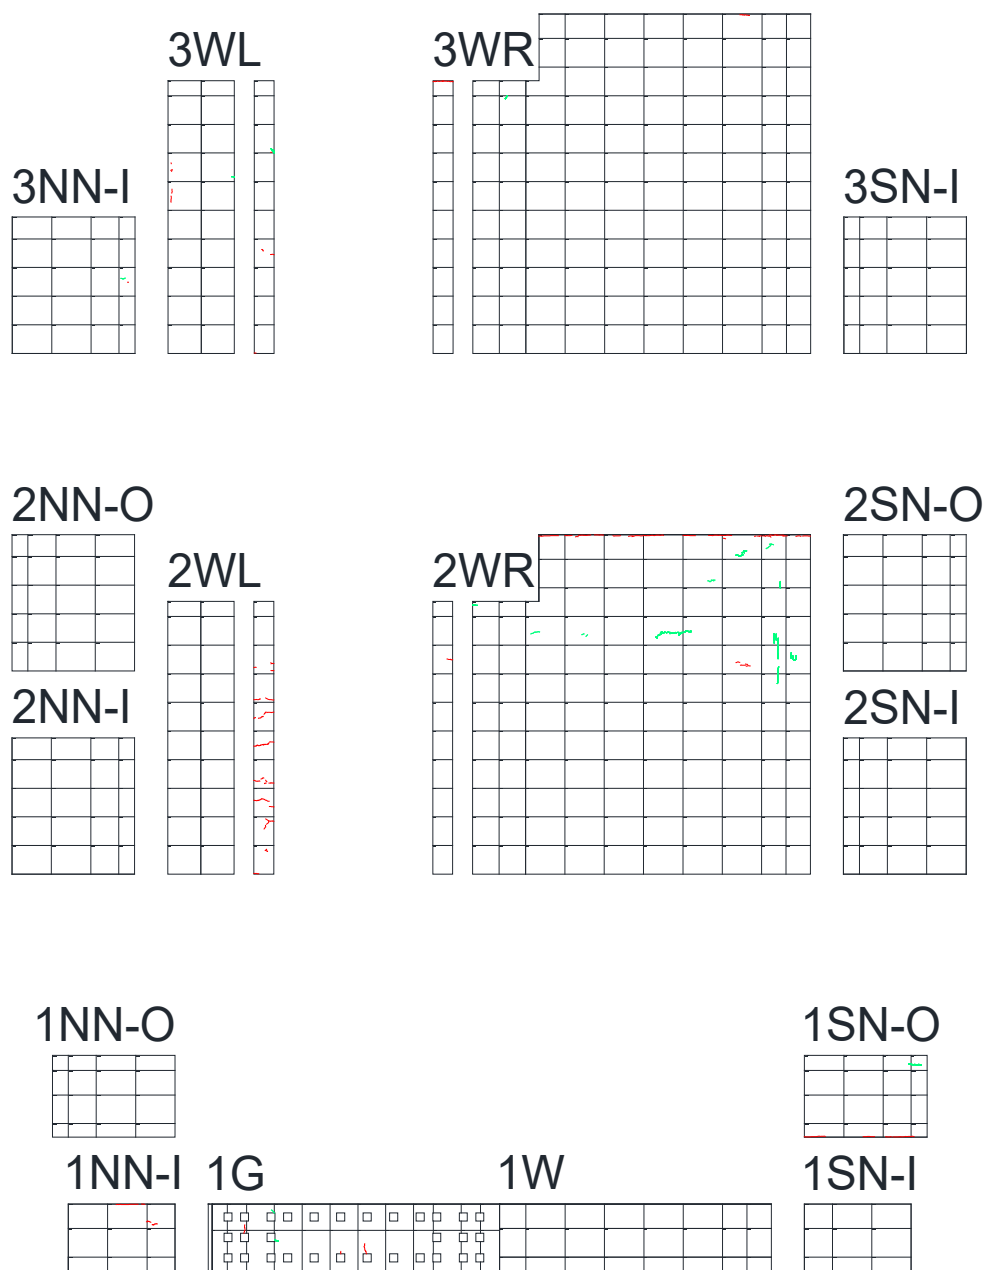 3WL
3WR
3NN-I
3SN-I
2NN-O
2SN-O
2WL
2WR
2NN-I
2SN-I
1NN-O
1SN-O
1NN-I
1G
1W
1SN-I